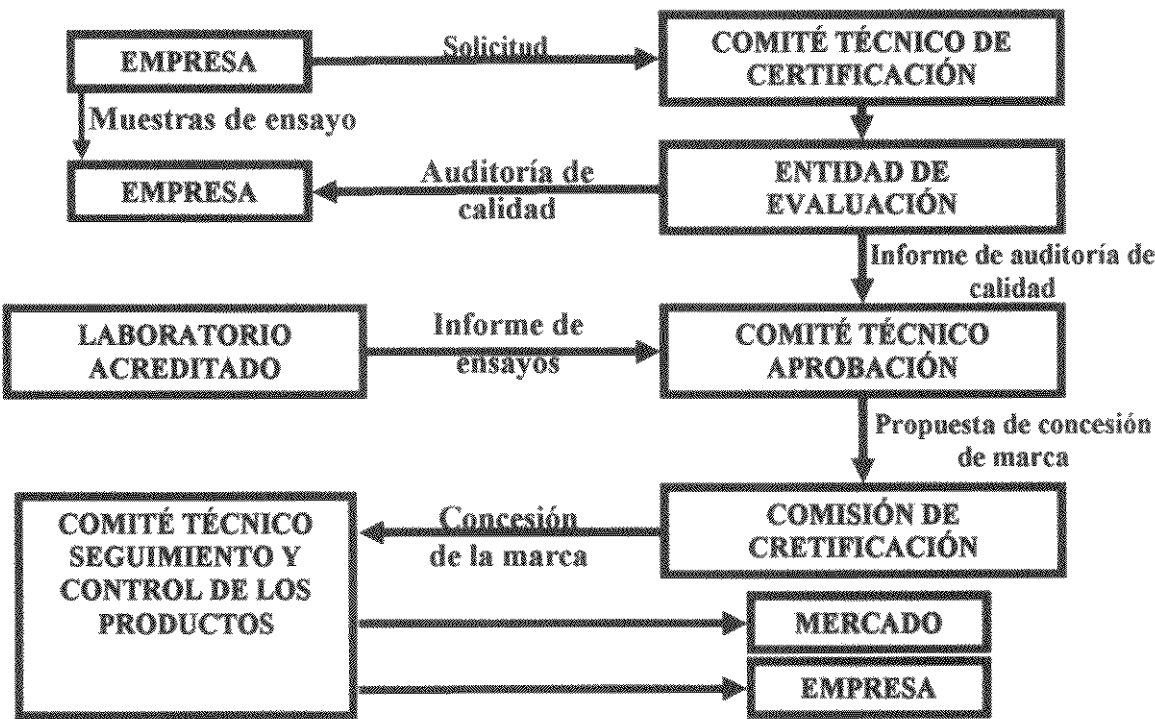 EMPRESA
Solicitud
COMITÉ TÉCNICO DE
CERTIFICACIÓN
Muestras de ensayo
EMPRESA
Auditoría de
calidad
ENTIDAD DE
EVALUACIÓN
Informe de auditoría de
calidad
LABORATORIO
ACREDITADO
Informe de
ensayos
COMITÉ TÉCNICO
APROBACIÓN
Propuesta de concesión
de marca
COMITÉ TÉCNICO
SEGUIMIENTO Y
CONTROL DE LOS
PRODUCTOS
Concesión
de la marca
COMISIÓN DE
CRETIFICACIÓN
MERCADO
EMPRESA